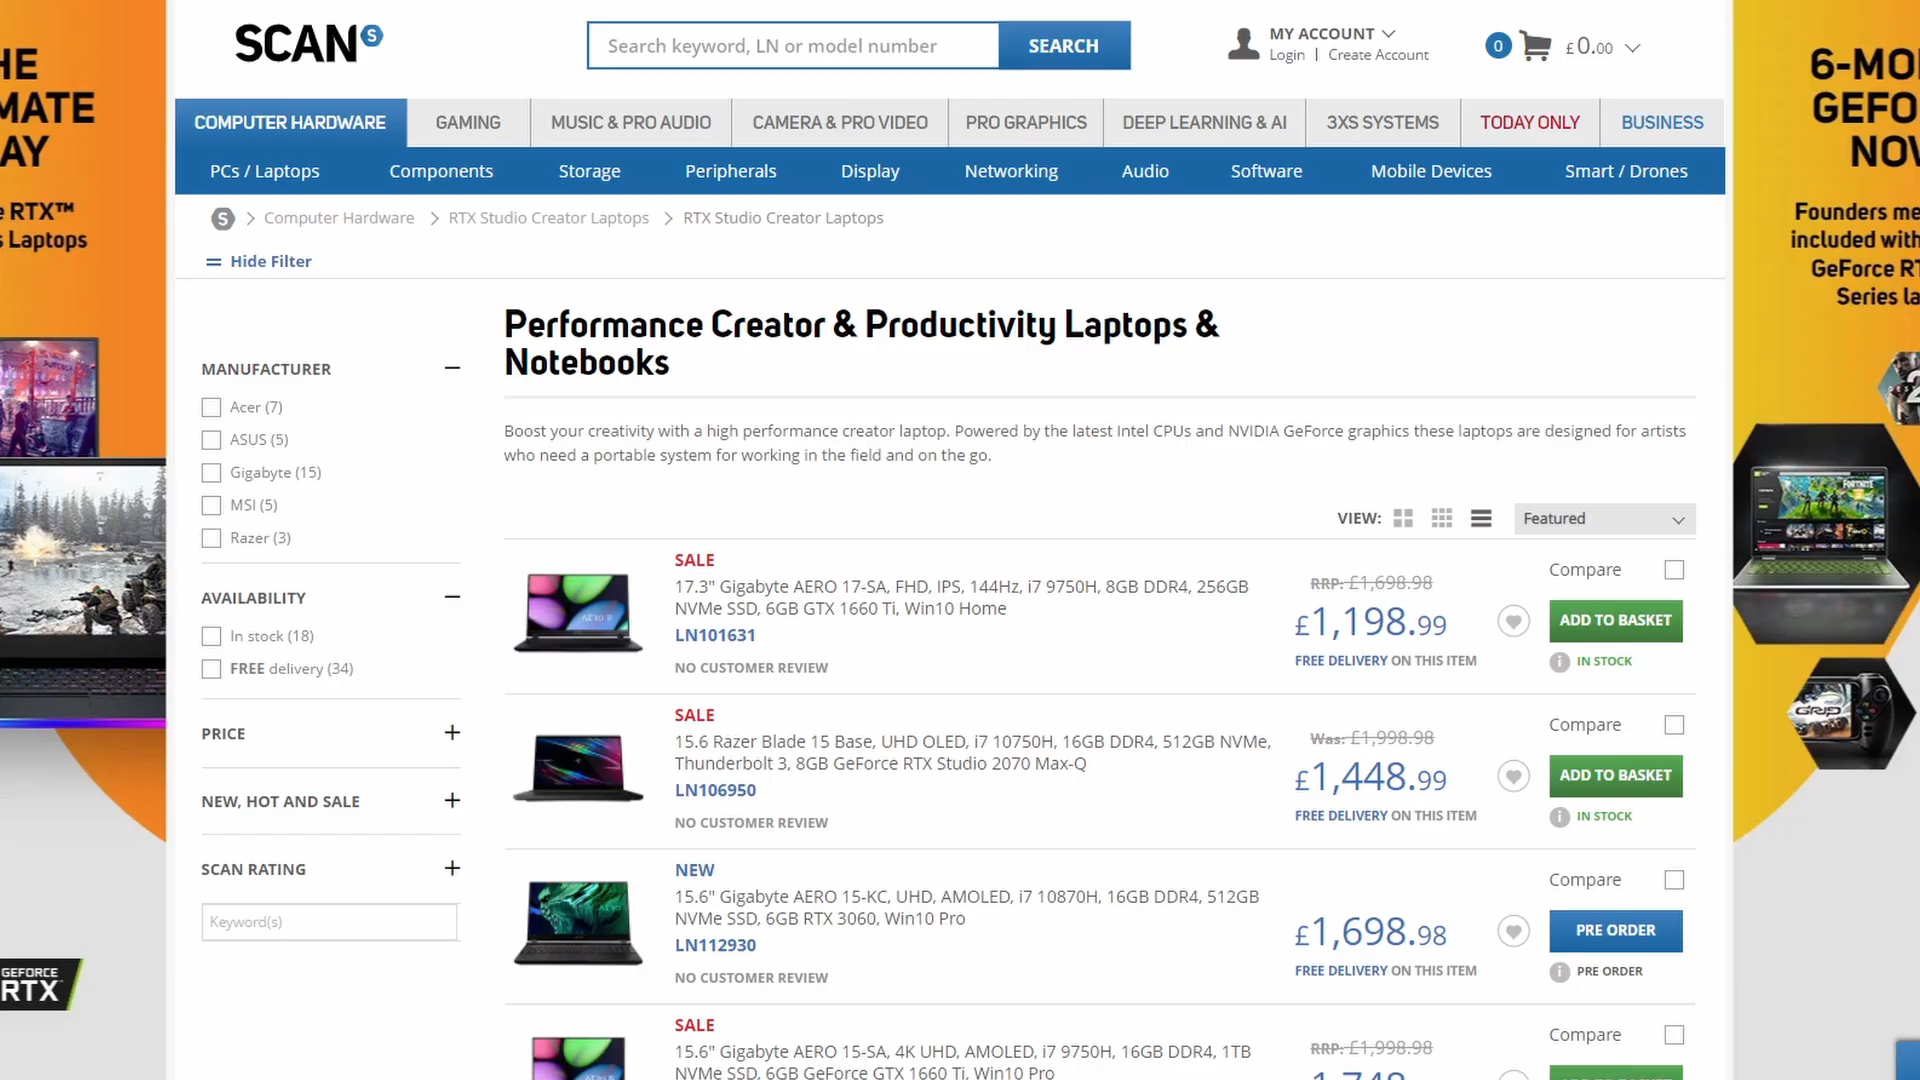 SCAN S
Search keyword, LN or model number
SEARCH
MY ACCOUNT
Login | Create Account
0
£0.00
COMPUTER HARDWARE
GAMING
MUSIC & PRO AUDIO
CAMERA & PRO VIDEO
PRO GRAPHICS
DEEP LEARNING & AI
3XS SYSTEMS
TODAY ONLY
BUSINESS
PCs / Laptops
Components
Storage
Peripherals
Display
Networking
Audio
Software
Mobile Devices
Smart / Drones
S > Computer Hardware > RTX Studio Creator Laptops > RTX Studio Creator Laptops
Hide Filter
Performance Creator & Productivity Laptops &
Notebooks
Boost your creativity with a high performance creator laptop. Powered by the latest Intel CPUs and NVIDIA GeForce graphics these laptops are designed for artists
who need a portable system for working in the field and on the go.
MANUFACTURER
Acer (7)
ASUS (5)
Gigabyte (15)
MSI (5)
Razer (3)
AVAILABILITY
In stock (18)
FREE delivery (34)
PRICE
NEW, HOT AND SALE
SCAN RATING
Keyword(s)
VIEW:
Featured
SALE
17.3" Gigabyte AERO 17-SA, FHD, IPS, 144Hz, i7 9750H, 8GB DDR4, 256GB
NVMe SSD, 6GB GTX 1660 Ti, Win10 Home
LN101631
NO CUSTOMER REVIEW
RRP: £1,698.98
£1,198.99
FREE DELIVERY ON THIS ITEM
Compare
ADD TO BASKET
IN STOCK
SALE
15.6 Razer Blade 15 Base, UHD OLED, i7 10750H, 16GB DDR4, 512GB NVMe,
Thunderbolt 3, 8GB GeForce RTX Studio 2070 Max-Q
LN106950
NO CUSTOMER REVIEW
Was: £1,998.98
£1,448.99
FREE DELIVERY ON THIS ITEM
Compare
ADD TO BASKET
IN STOCK
NEW
15.6" Gigabyte AERO 15-KC, UHD, AMOLED, i7 10870H, 16GB DDR4, 512GB
NVMe SSD, 6GB RTX 3060, Win10 Pro
LN112930
NO CUSTOMER REVIEW
£1,698.98
FREE DELIVERY ON THIS ITEM
Compare
PRE ORDER
PRE ORDER
SALE
15.6" Gigabyte AERO 15-SA, 4K UHD, AMOLED, i7 9750H, 16GB DDR4, 1TB
NVMe SSD, 6GB GeForce GTX 1660 Ti, Win10 Pro
RRP: £1,998.98
Compare
HE
MATE
AY
e RTX™
s Laptops
GEFORCE
RTX
6-MO
GEFO
NOV
Founders me
included with
GeForce RT
Series la
FORTNITE
GRIP